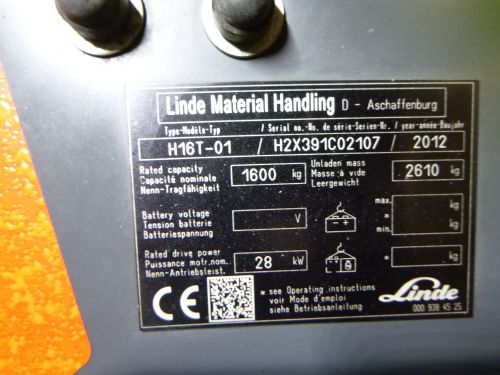 Linde Material Handling D - Aschaffenburg
Type-Modèle-Typ / Serial no.-No. de série-Serien-Nr. / year-année-Baujahr
H16T-01 / H2X391C02107 / 2012
Rated capacity
Capacité nominale
Nenn-Tragfähigkeit
1600 kg
Unladen mass
Masse à vide
Leergewicht
2610 kg
Battery voltage
Tension batterie
Batteriespannung
V
max. kg
*
min. kg
Rated drive power
Puissance motr.nom.
Nenn-Antriebsleist.
28 kW
* kg
CE
* see Operating instructions
voir Mode d'emploi
siehe Betriebsanleitung
Linde
000 938 45 25